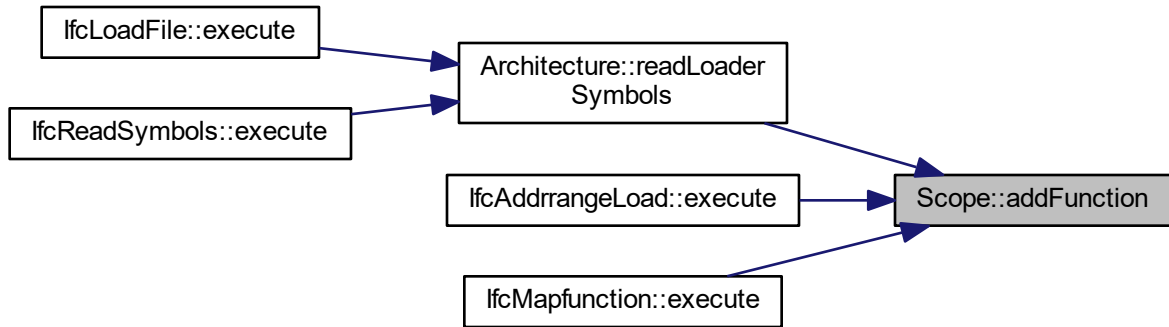 IfcLoadFile::execute
IfcReadSymbols::execute
Architecture::readLoader
Symbols
IfcAddrrangeLoad::execute
IfcMapfunction::execute
Scope::addFunction